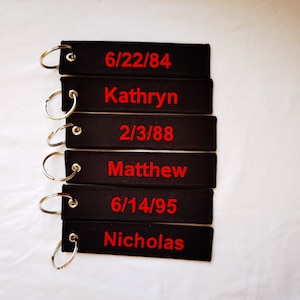 6/22/84
Kathryn
2/3/88
Matthew
6/14/95
Nicholas